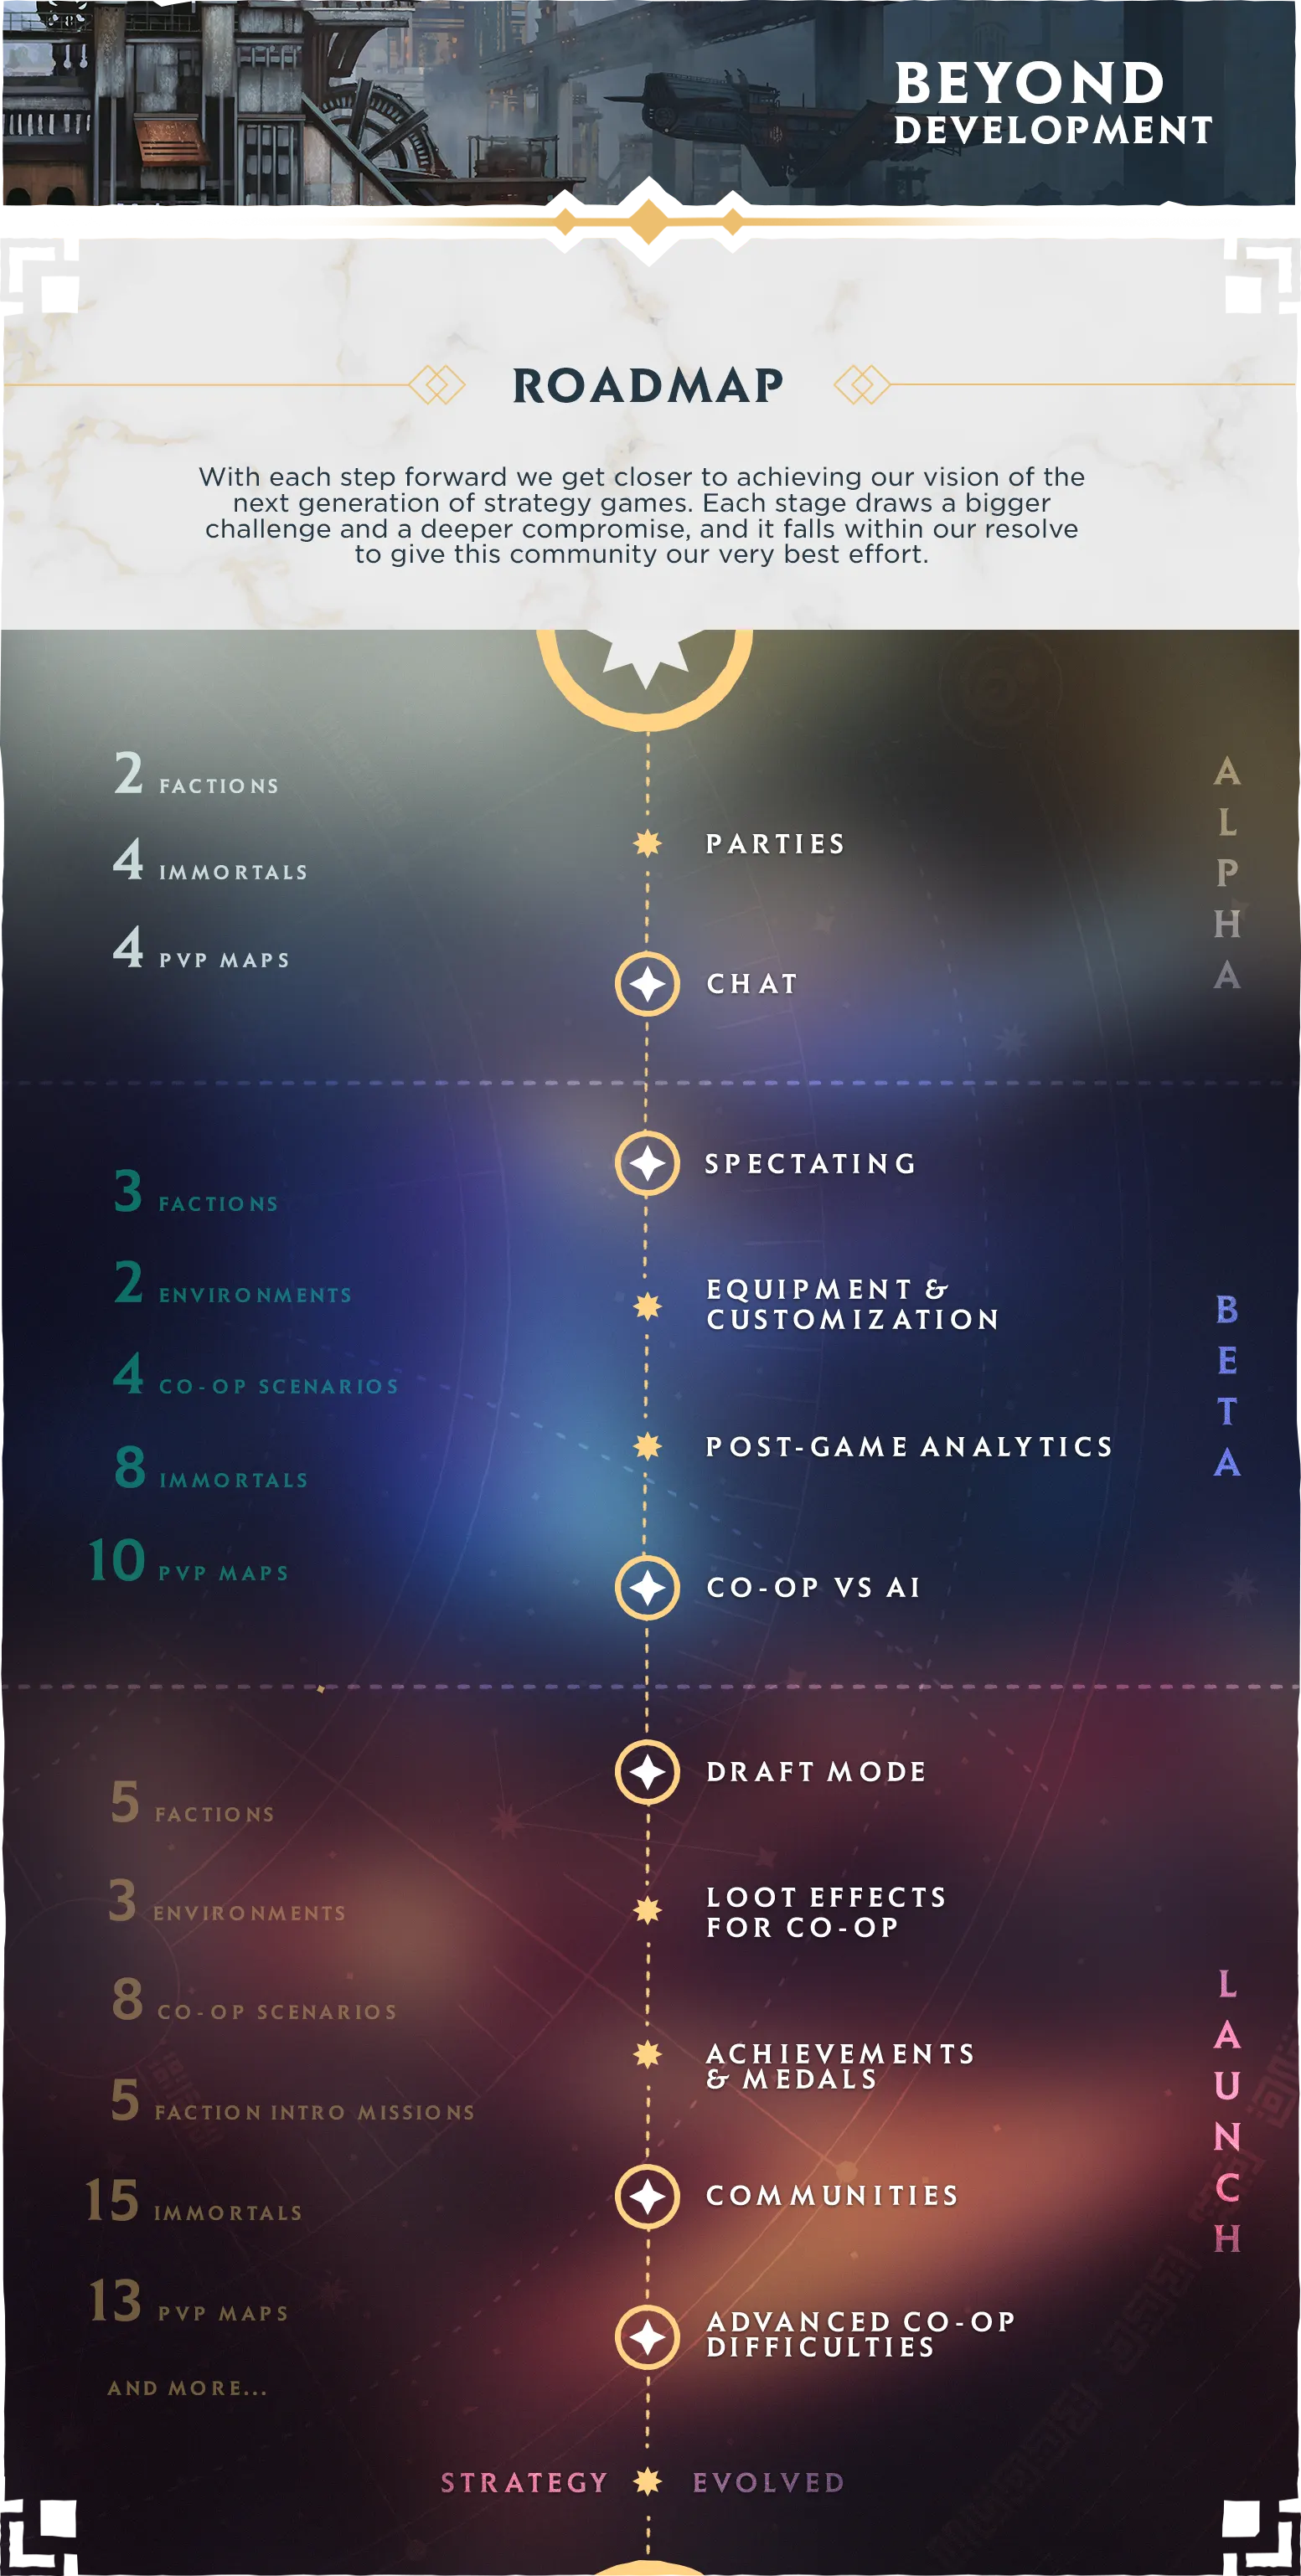 BEYOND
DEVELOPMENT
ROADMAP
With each step forward we get closer to achieving our vision of the
next generation of strategy games. Each stage draws a bigger
challenge and a deeper compromise, and it falls within our resolve
to give this community our very best effort.
ALPHA
2 FACTIONS
4 IMMORTALS
4 PVP MAPS
PARTIES
CHAT
BETA
3 FACTIONS
2 ENVIRONMENTS
4 CO-OP SCENARIOS
8 IMMORTALS
10 PVP MAPS
SPECTATING
EQUIPMENT &
CUSTOMIZATION
POST-GAME ANALYTICS
CO-OP VS AI
LAUNCH
5 FACTIONS
3 ENVIRONMENTS
8 CO-OP SCENARIOS
5 FACTION INTRO MISSIONS
15 IMMORTALS
13 PVP MAPS
AND MORE...
DRAFT MODE
LOOT EFFECTS
FOR CO-OP
ACHIEVEMENTS
& MEDALS
COMMUNITIES
ADVANCED CO-OP
DIFFICULTIES
STRATEGY EVOLVED